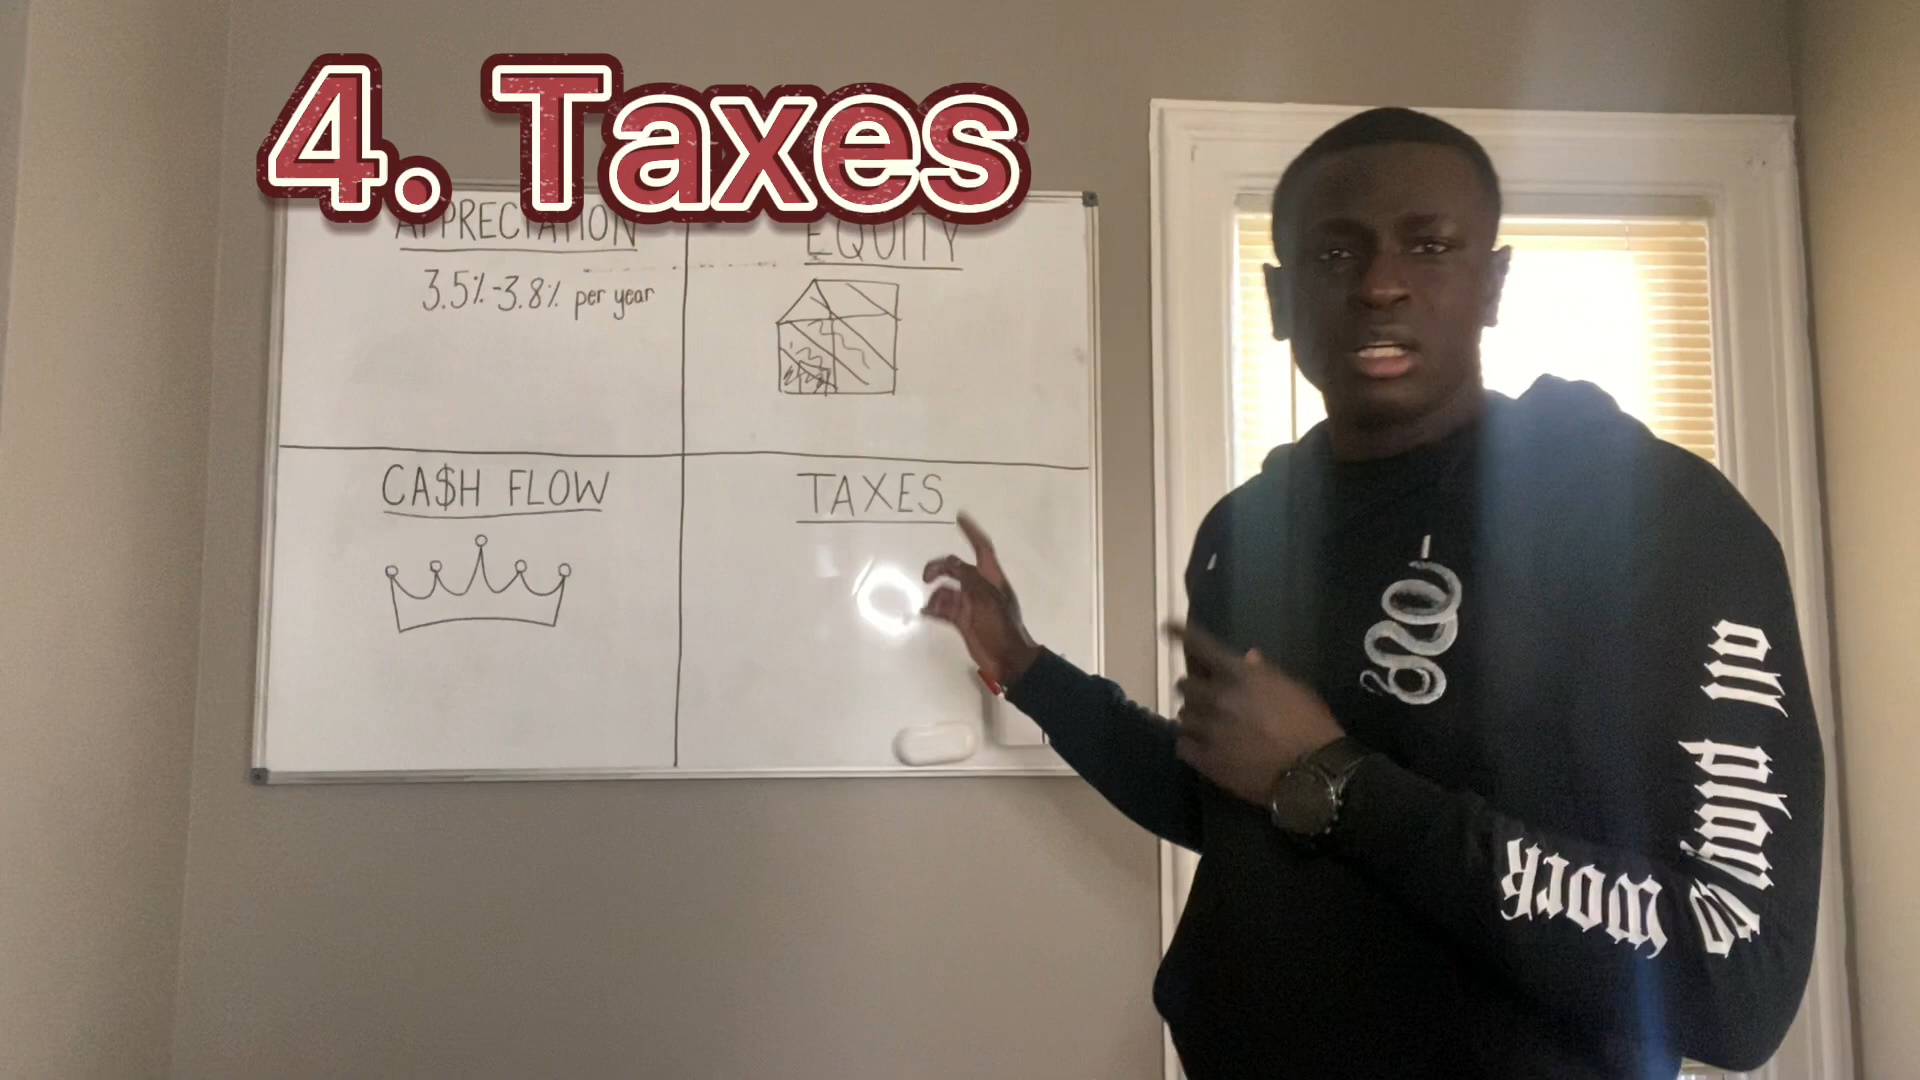 4. Taxes
APPRECIATION
3.5%-3.8% per year
EQUITY
CA$H FLOW
TAXES
all play &
work